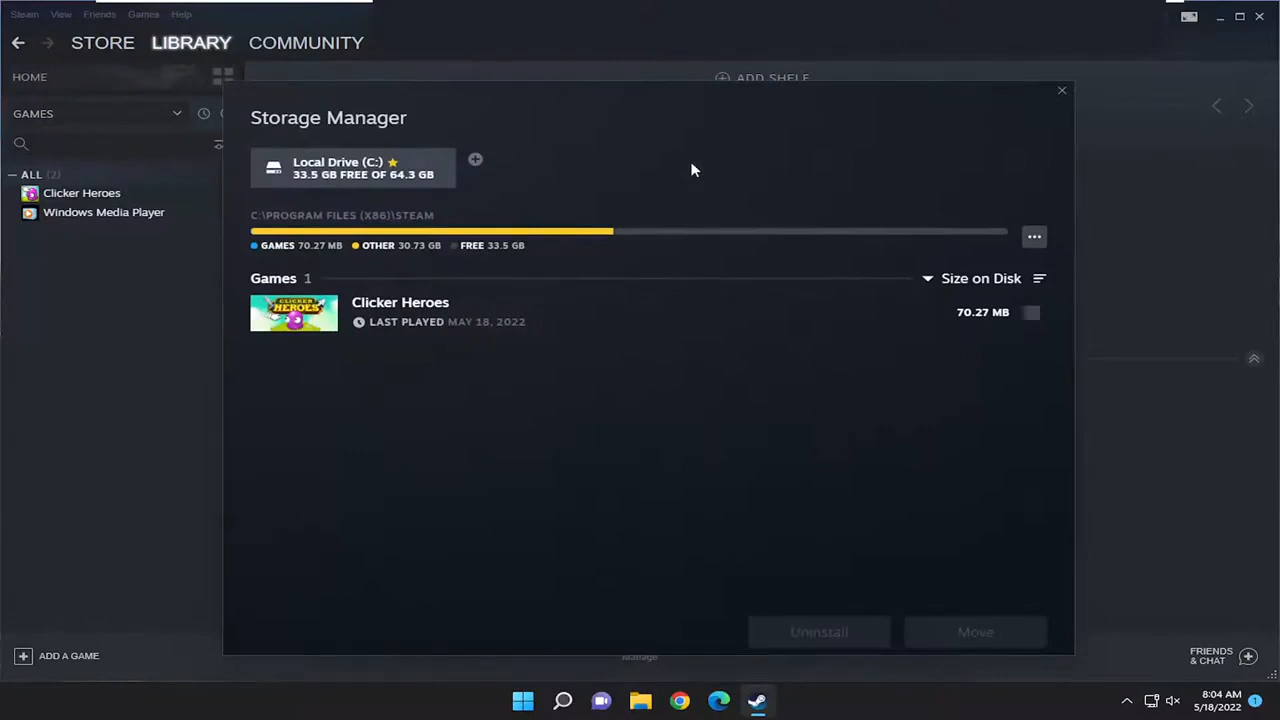 Steam View Friends Games Help
STORE LIBRARY COMMUNITY
HOME
ADD SHELF
GAMES
Storage Manager
Local Drive (C:)
33.5 GB FREE OF 64.3 GB
ALL (2)
Clicker Heroes
Windows Media Player
C:\PROGRAM FILES (X86)\STEAM
GAMES 70.27 MB OTHER 30.73 GB FREE 33.5 GB
Games 1
Size on Disk
CLICKER HEROES
Clicker Heroes
LAST PLAYED MAY 18, 2022
70.27 MB
Uninstall Move
ADD A GAME
Manage
FRIENDS & CHAT
8:04 AM
5/18/2022
1